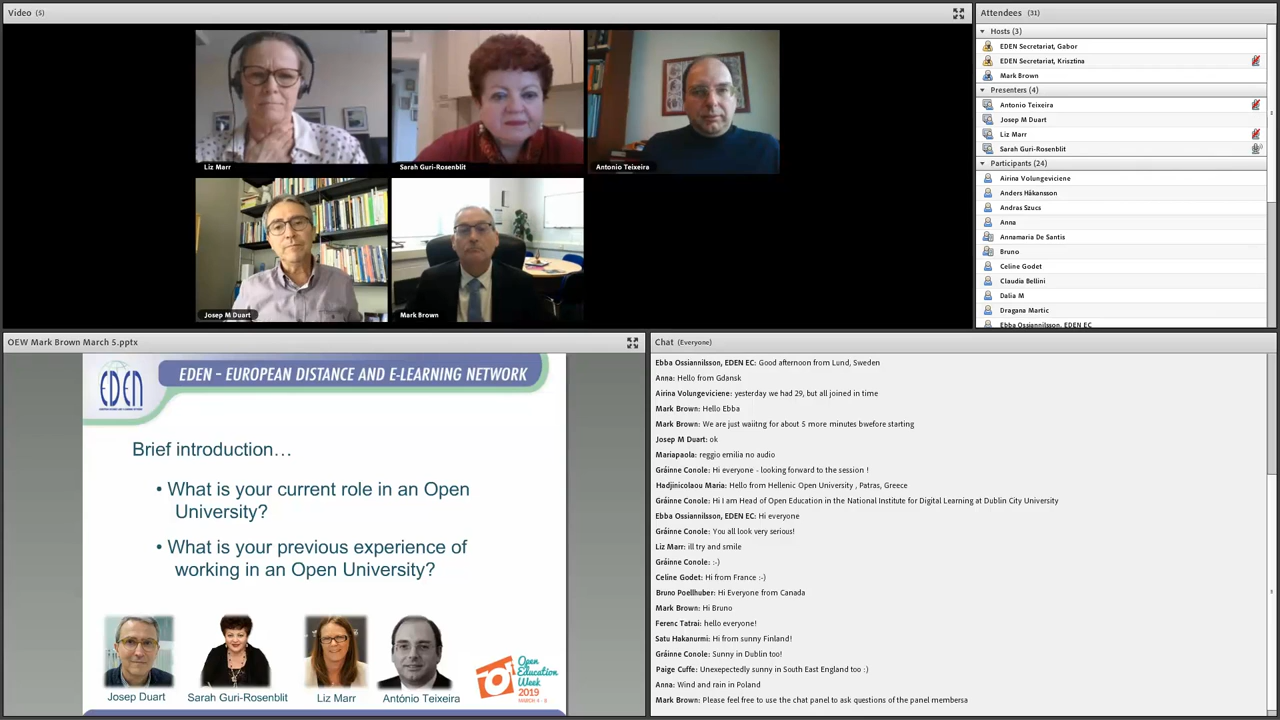 Video (5)
Liz Marr
Sarah Guri-Rosenblit
Antonio Teixeira
Josep M Duart
Mark Brown
Attendees (31)
Hosts (3)
EDEN Secretariat, Gabor
EDEN Secretariat, Krisztina
Mark Brown
Presenters (4)
Antonio Teixeira
Josep M Duart
Liz Marr
Sarah Guri-Rosenblit
Participants (24)
Airina Volungeviciene
Anders Håkansson
Andras Szucs
Anna
Annamaria De Santis
Bruno
Celine Godet
Claudia Bellini
Dalia M
Dragana Martic
Ebba Ossiannilsson, EDEN EC
OEW Mark Brown March 5.pptx
EDEN
EDEN - EUROPEAN DISTANCE AND E-LEARNING NETWORK
Brief introduction…
• What is your current role in an Open
University?
• What is your previous experience of
working in an Open University?
Josep Duart
Sarah Guri-Rosenblit
Liz Marr
António Teixeira
Open
Education
Week
2019
MARCH 4 - 8
Chat (Everyone)
Ebba Ossiannilsson, EDEN EC: Good afternoon from Lund, Sweden
Anna: Hello from Gdansk
Airina Volungeviciene: yesterday we had 29, but all joined in time
Mark Brown: Hello Ebba
Mark Brown: We are just waiitng for about 5 more minutes bwefore starting
Josep M Duart: ok
Mariapaola: reggio emilia no audio
Gráinne Conole: Hi everyone - looking forward to the session !
Hadjinicolaou Maria: Hello from Hellenic Open University , Patras, Greece
Gráinne Conole: Hi I am Head of Open Education in the National Institute for Digital Learning at Dublin City University
Ebba Ossiannilsson, EDEN EC: Hi everyone
Gráinne Conole: You all look very serious!
Liz Marr: ill try and smile
Gráinne Conole: :-)
Celine Godet: Hi from France :-)
Bruno Poellhuber: Hi Everyone from Canada
Mark Brown: Hi Bruno
Ferenc Tatrai: hello everyone!
Satu Hakanurmi: Hi from sunny Finland!
Gráinne Conole: Sunny in Dublin too!
Paige Cuffe: Unexepectedly sunny in South East England too :)
Anna: Wind and rain in Poland
Mark Brown: Please feel free to use the chat panel to ask questions of the panel membersa